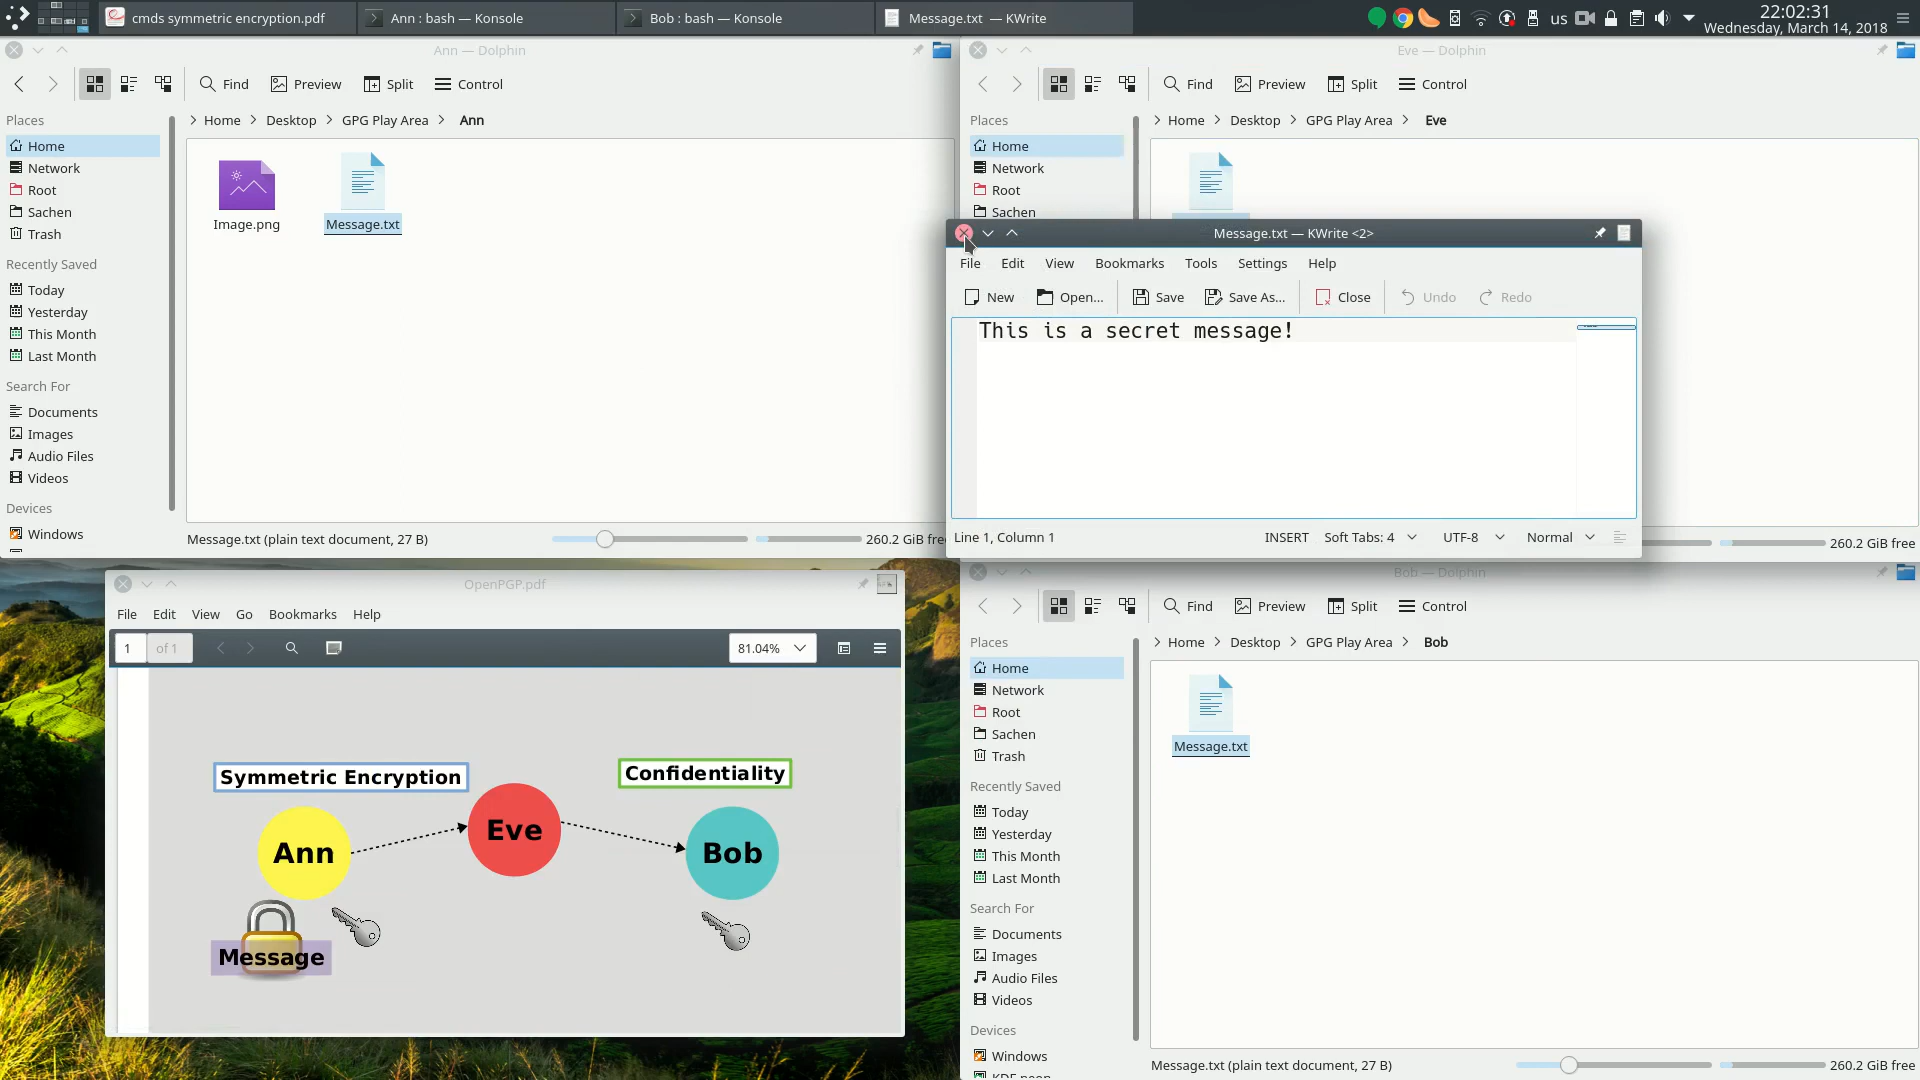 cmds symmetric encryption.pdf
Ann : bash — Konsole
Bob : bash — Konsole
Message.txt — KWrite
us
22:02:31
Wednesday, March 14, 2018
Ann — Dolphin
Find
Preview
Split
Control
Places
Home
Network
Root
Sachen
Trash
Recently Saved
Today
Yesterday
This Month
Last Month
Search For
Documents
Images
Audio Files
Videos
Devices
Windows
Home > Desktop > GPG Play Area > Ann
Image.png
Message.txt
Message.txt (plain text document, 27 B)
260.2 GiB fre
Eve — Dolphin
Find
Preview
Split
Control
Places
Home
Network
Root
Sachen
Home > Desktop > GPG Play Area > Eve
260.2 GiB free
Message.txt — KWrite <2>
File Edit View Bookmarks Tools Settings Help
New Open... Save Save As... Close Undo Redo
This is a secret message!
Line 1, Column 1
INSERT
Soft Tabs: 4
UTF-8
Normal
OpenPGP.pdf
File Edit View Go Bookmarks Help
1 of 1
81.04%
Symmetric Encryption
Confidentiality
Ann
Eve
Bob
Message
Bob — Dolphin
Find
Preview
Split
Control
Places
Home
Network
Root
Sachen
Trash
Recently Saved
Today
Yesterday
This Month
Last Month
Search For
Documents
Images
Audio Files
Videos
Devices
Windows
KDE neon
Home > Desktop > GPG Play Area > Bob
Message.txt
Message.txt (plain text document, 27 B)
260.2 GiB free